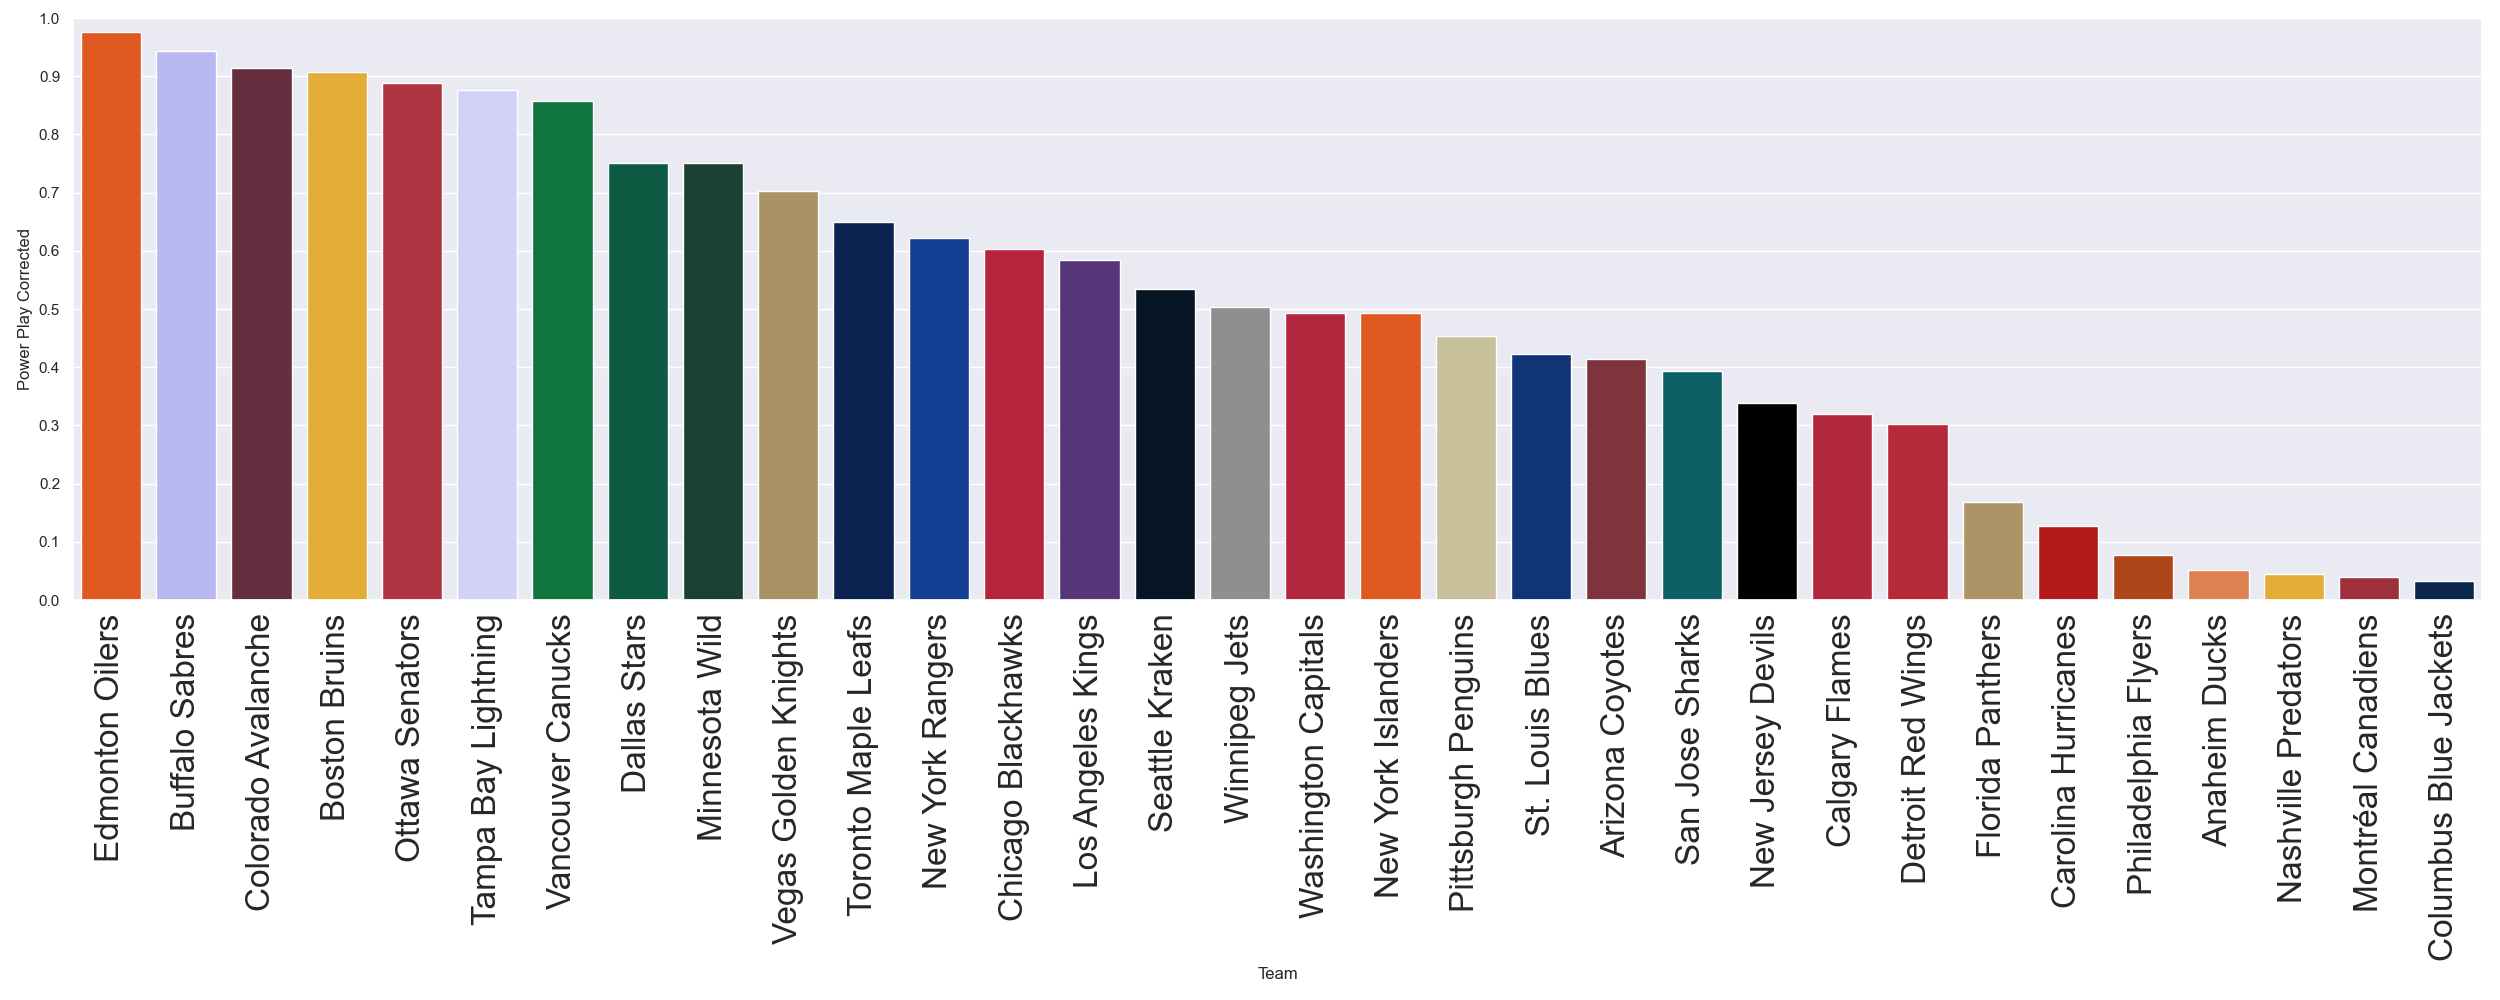 1.0
0.9
0.8
0.7
0.6
0.5
0.4
0.3
0.2
0.1
0.0
Power Play Corrected
Edmonton Oilers
Buffalo Sabres
Colorado Avalanche
Boston Bruins
Ottawa Senators
Tampa Bay Lightning
Vancouver Canucks
Dallas Stars
Minnesota Wild
Vegas Golden Knights
Toronto Maple Leafs
New York Rangers
Chicago Blackhawks
Los Angeles Kings
Seattle Kraken
Winnipeg Jets
Washington Capitals
New York Islanders
Pittsburgh Penguins
St. Louis Blues
Arizona Coyotes
San Jose Sharks
New Jersey Devils
Calgary Flames
Detroit Red Wings
Florida Panthers
Carolina Hurricanes
Philadelphia Flyers
Anaheim Ducks
Nashville Predators
Montréal Canadiens
Columbus Blue Jackets
Team